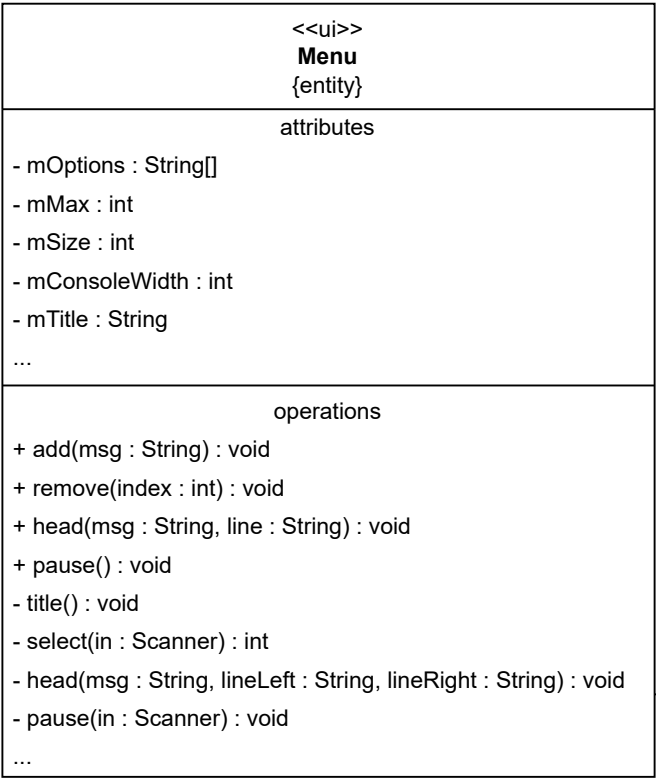 <<ui>>
Menu
{entity}
attributes
- mOptions : String[]
- mMax : int
- mSize : int
- mConsoleWidth : int
- mTitle : String
...
operations
+ add(msg : String) : void
+ remove(index : int) : void
+ head(msg : String, line : String) : void
+ pause() : void
- title() : void
- select(in : Scanner) : int
- head(msg : String, lineLeft : String, lineRight : String) : void
- pause(in : Scanner) : void
...